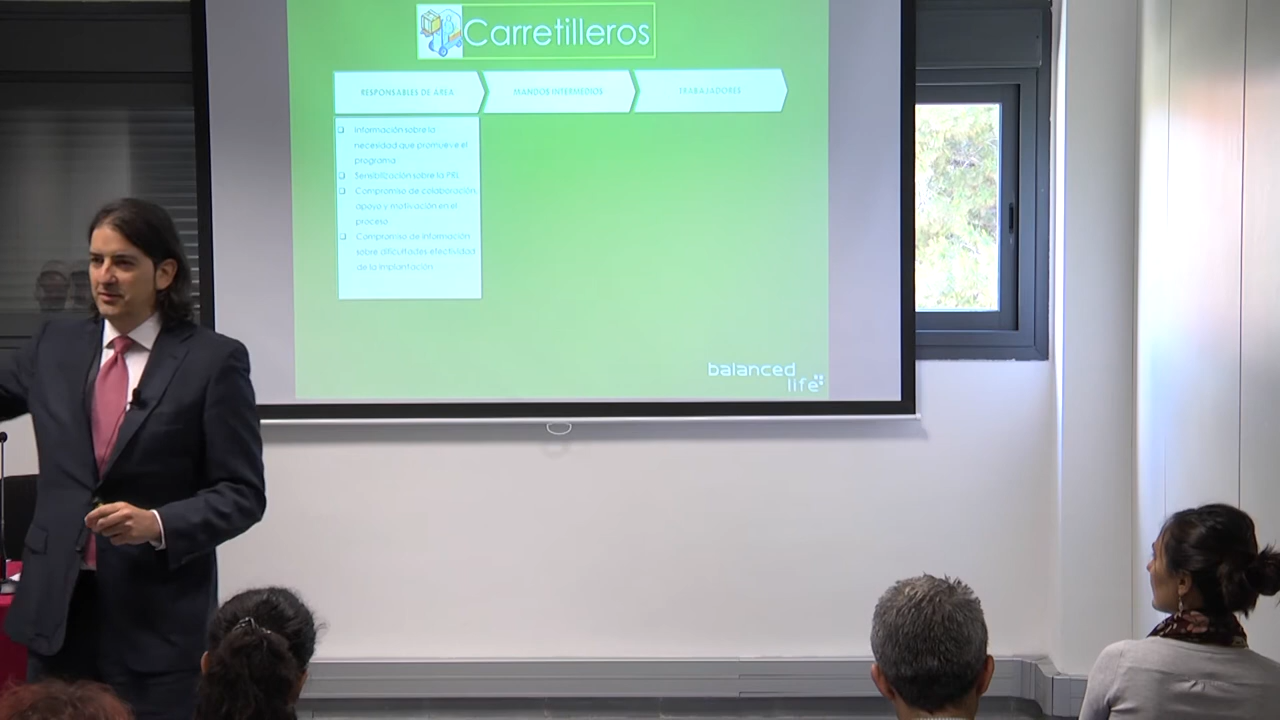 Carretilleros
RESPONSABLES DE AREA
MANDOS INTERMEDIOS
TRABAJADORES
Información sobre la
necesidad que promueve el
programa
Sensibilización sobre la PRL
Compromiso de colaboración,
apoyo y motivación en el
proceso
Compromiso de información
sobre dificultades efectividad
de la implantación
balanced
life